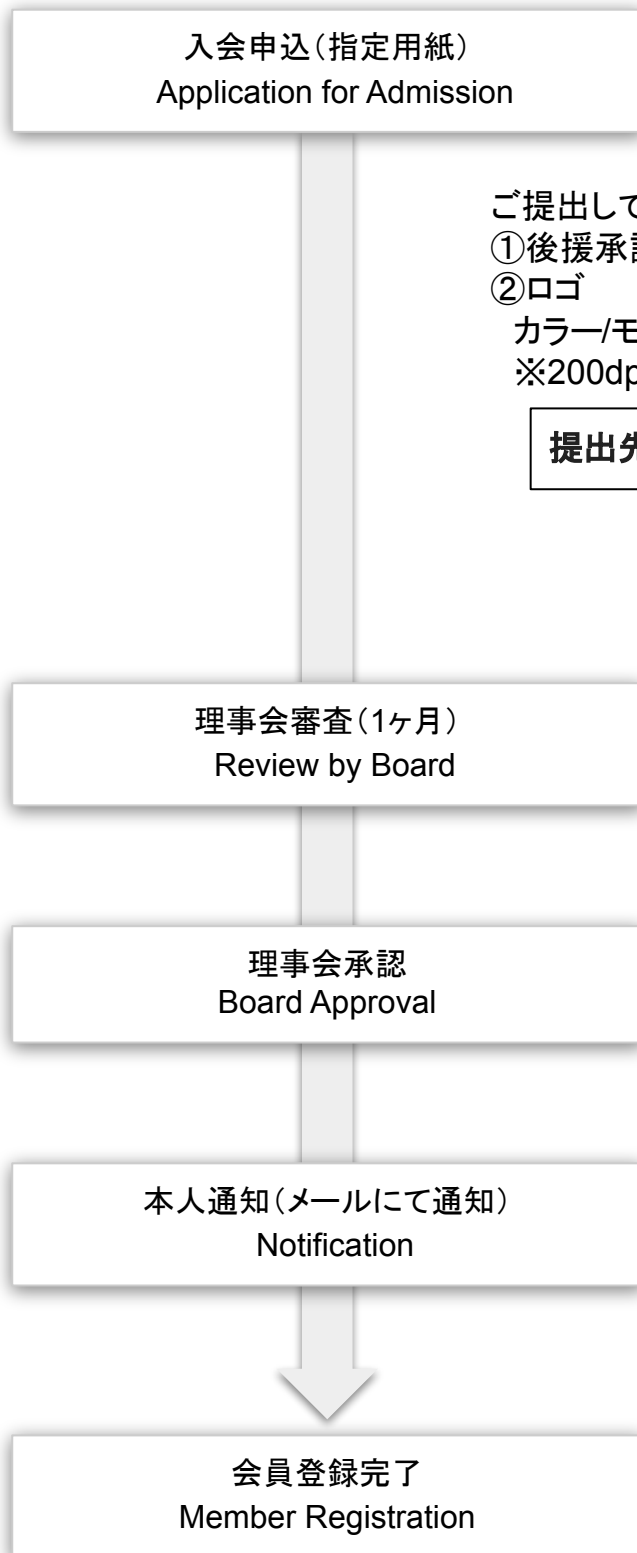 入会申込（指定用紙）
Application for Admission
ご提出して
①後援承
②ロゴ
カラー/モ
※200dp
提出先
理事会審査（1ヶ月）
Review by Board
理事会承認
Board Approval
本人通知（メールにて通知）
Notification
会員登録完了
Member Registration